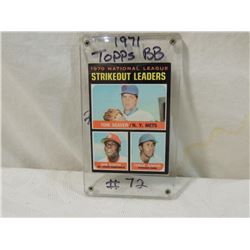 1971
TOPPS BB
1970 NATIONAL LEAGUE
STRIKEOUT LEADERS
TOM SEAVER / N. Y. METS
# 72